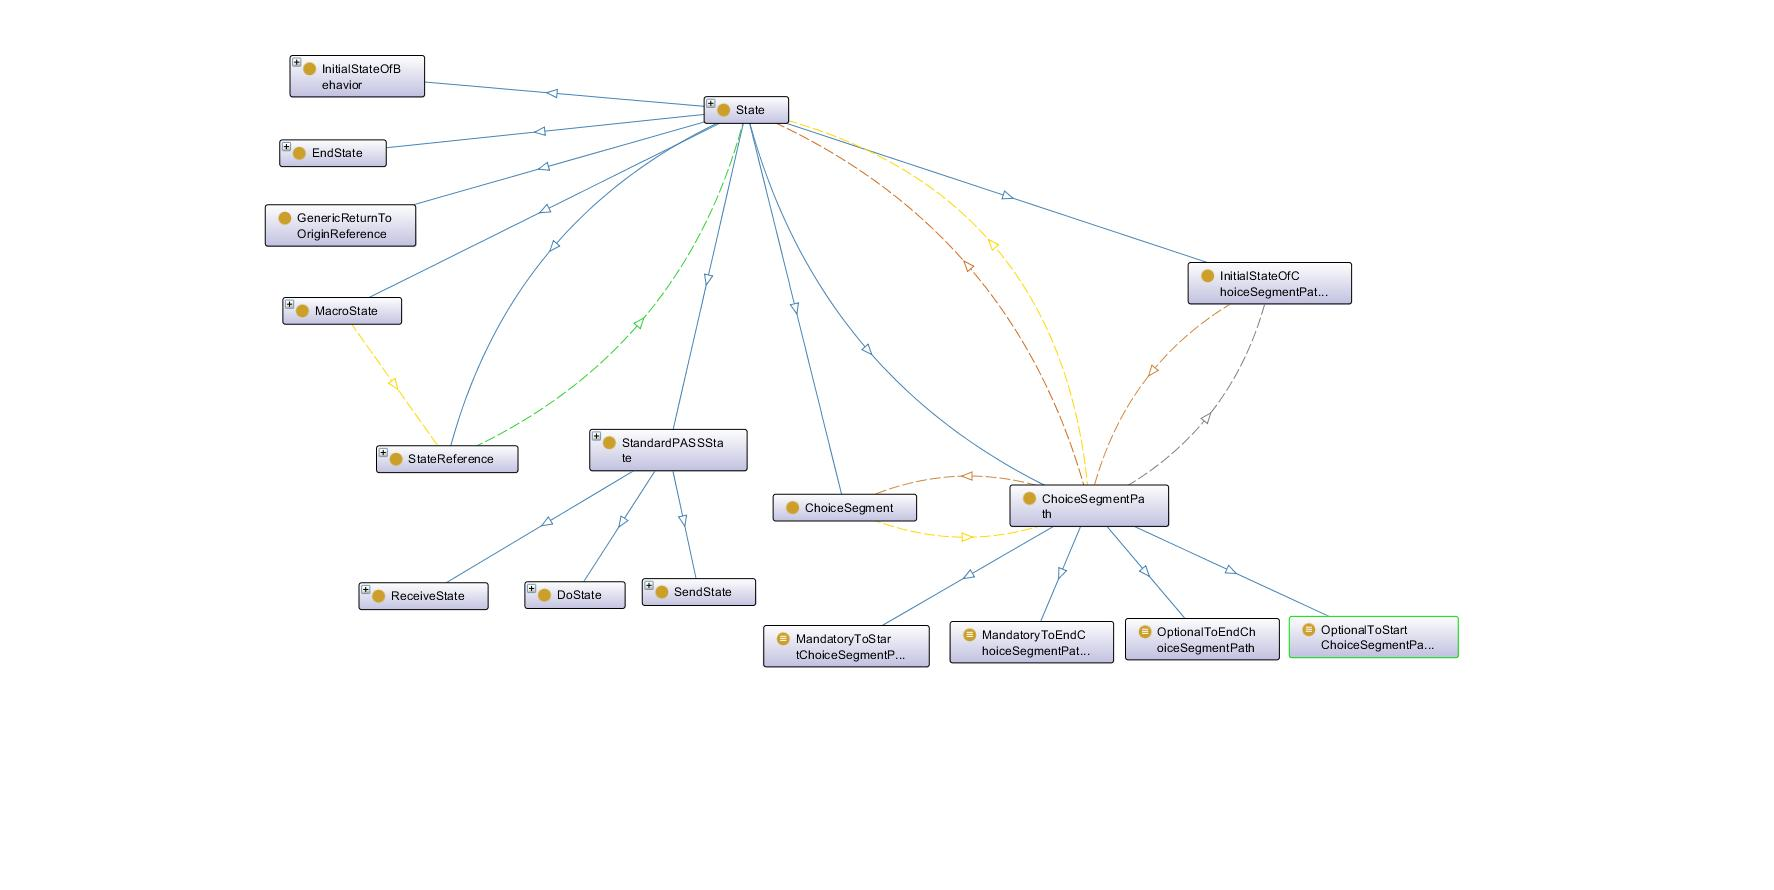 InitialStateOfB
ehavior
State
EndState
GenericReturnTo
OriginReference
InitialStateOfC
hoiceSegmentPat...
MacroState
StateReference
StandardPASSSta
te
ChoiceSegment
ChoiceSegmentPa
th
ReceiveState
DoState
SendState
MandatoryToStar
tChoiceSegmentP...
MandatoryToEndC
hoiceSegmentPat...
OptionalToEndCh
oiceSegmentPath
OptionalToStart
ChoiceSegmentPa...